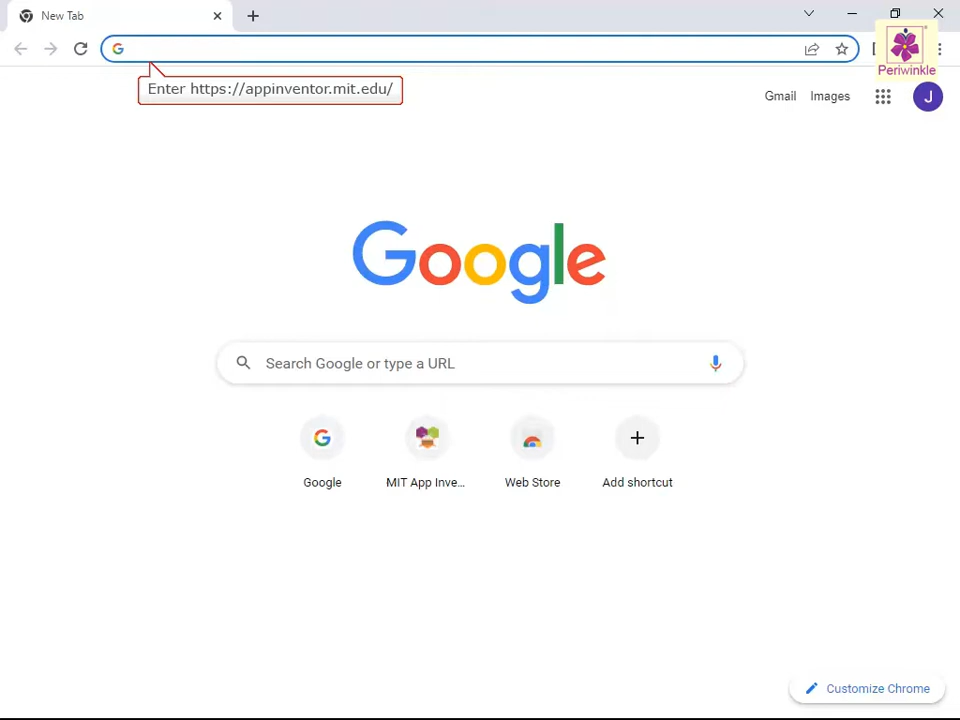 New Tab
Periwinkle
Enter https://appinventor.mit.edu/
Gmail Images J
Google
Search Google or type a URL
Google MIT App Inve... Web Store Add shortcut
Customize Chrome